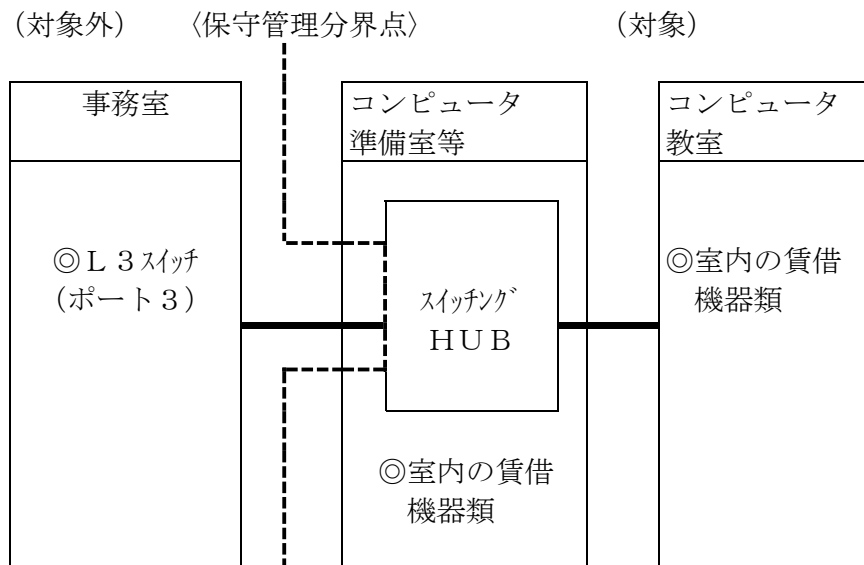 （対象外）　〈保守管理分界点〉　（対象）
事務室
コンピュータ
準備室等
コンピュータ
教室
◎Ｌ３ｽｲｯﾁ
（ポート３）
ｽｲｯﾁﾝｸﾞ
ＨＵＢ
◎室内の賃借
機器類
◎室内の賃借
機器類